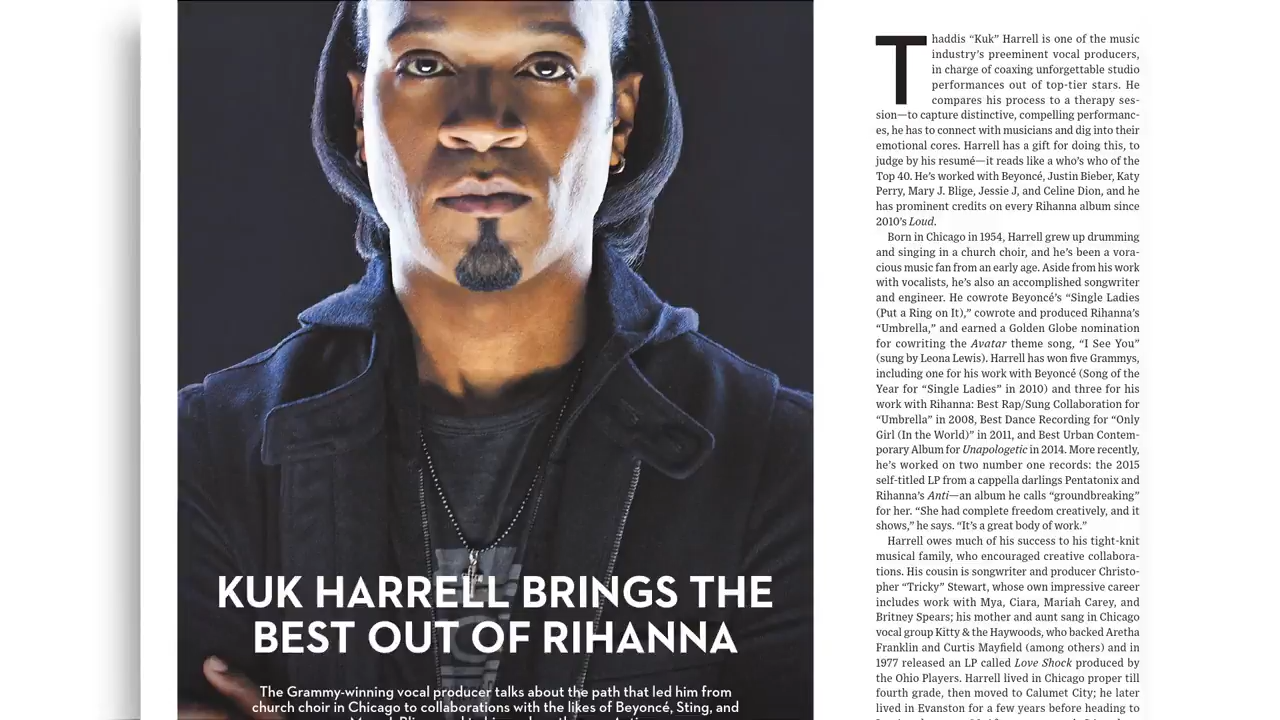 KUK HARRELL BRINGS THE
BEST OUT OF RIHANNA
The Grammy-winning vocal producer talks about the path that led him from
church choir in Chicago to collaborations with the likes of Beyoncé, Sting, and
Thaddis “Kuk” Harrell is one of the music
industry’s preeminent vocal producers,
in charge of coaxing unforgettable studio
performances out of top-tier stars. He
compares his process to a therapy ses-
sion—to capture distinctive, compelling performanc-
es, he has to connect with musicians and dig into their
emotional cores. Harrell has a gift for doing this, to
judge by his resumé—it reads like a who’s who of the
Top 40. He’s worked with Beyoncé, Justin Bieber, Katy
Perry, Mary J. Blige, Jessie J, and Celine Dion, and he
has prominent credits on every Rihanna album since
2010’s Loud.
Born in Chicago in 1954, Harrell grew up drumming
and singing in a church choir, and he’s been a vora-
cious music fan from an early age. Aside from his work
with vocalists, he’s also an accomplished songwriter
and engineer. He cowrote Beyoncé’s “Single Ladies
(Put a Ring on It),” cowrote and produced Rihanna’s
“Umbrella,” and earned a Golden Globe nomination
for cowriting the Avatar theme song, “I See You”
(sung by Leona Lewis). Harrell has won five Grammys,
including one for his work with Beyoncé (Song of the
Year for “Single Ladies” in 2010) and three for his
work with Rihanna: Best Rap/Sung Collaboration for
“Umbrella” in 2008, Best Dance Recording for “Only
Girl (In the World)” in 2011, and Best Urban Contem-
porary Album for Unapologetic in 2014. More recently,
he’s worked on two number one records: the 2015
self-titled LP from a cappella darlings Pentatonix and
Rihanna’s Anti—an album he calls “groundbreaking”
for her. “She had complete freedom creatively, and it
shows,” he says. “It’s a great body of work.”
Harrell owes much of his success to his tight-knit
musical family, who encouraged creative collabora-
tions. His cousin is songwriter and producer Christo-
pher “Tricky” Stewart, whose own impressive career
includes work with Mya, Ciara, Mariah Carey, and
Britney Spears; his mother and aunt sang in Chicago
vocal group Kitty & the Haywoods, who backed Aretha
Franklin and Curtis Mayfield (among others) and in
1977 released an LP called Love Shock produced by
the Ohio Players. Harrell lived in Chicago proper till
fourth grade, then moved to Calumet City; he later
lived in Evanston for a few years before heading to